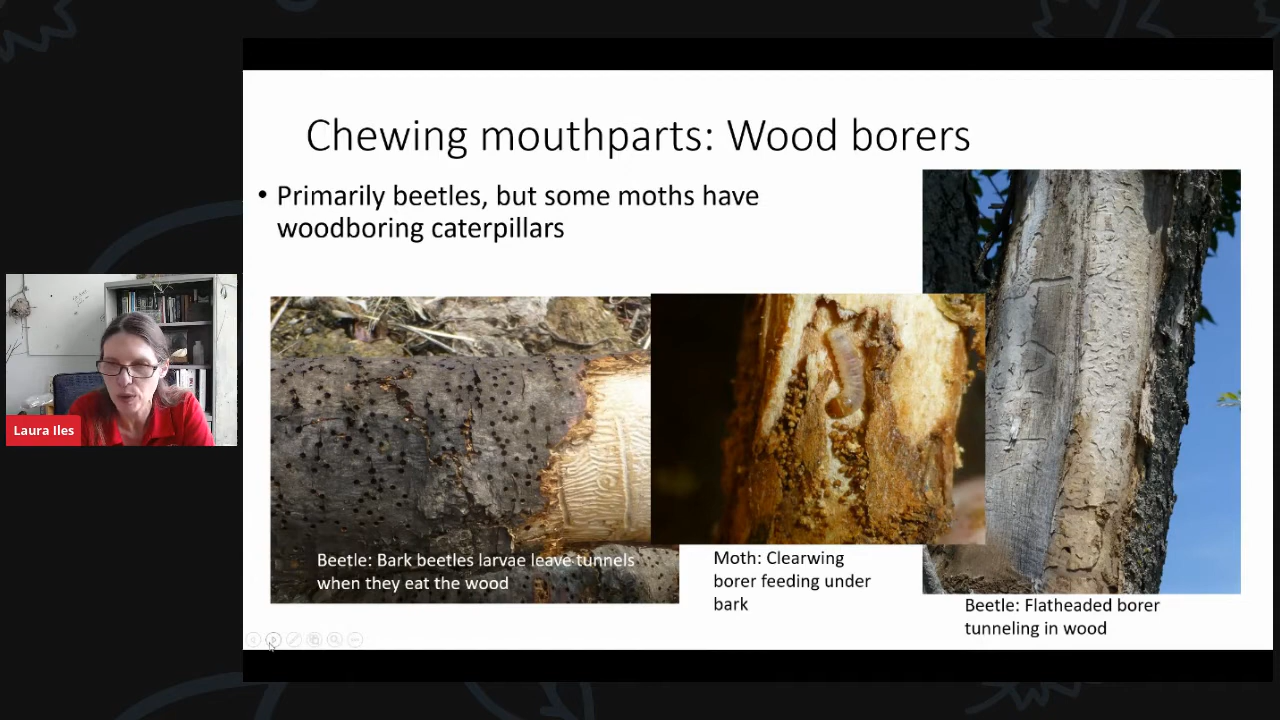 Chewing mouthparts: Wood borers
• Primarily beetles, but some moths have
woodboring caterpillars
Laura Iles
Beetle: Bark beetles larvae leave tunnels
when they eat the wood
Moth: Clearwing
borer feeding under
bark
Beetle: Flatheaded borer
tunneling in wood